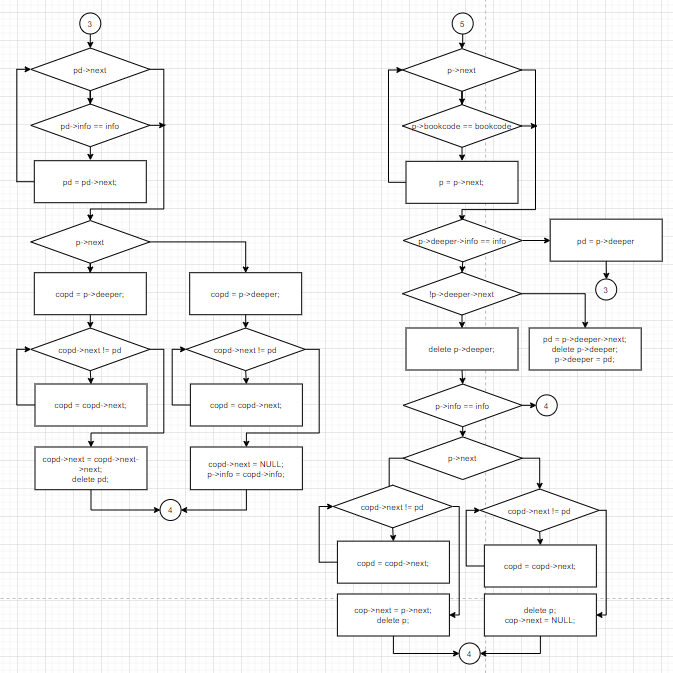 3
pd->next
pd->info == info
pd = pd->next;
p->next
copd = p->deeper;
copd = p->deeper;
copd->next != pd
copd->next != pd
copd = copd->next;
copd = copd->next;
copd->next = copd->next-
>next;
delete pd;
copd->next = NULL;
p->info = copd->info;
4
5
p->next
p->bookcode == bookcode
p = p->next;
p->deeper->info == info
pd = p->deeper
3
!p->deeper->next
delete p->deeper;
pd = p->deeper->next;
delete p->deeper;
p->deeper = pd;
p->info == info
4
p->next
copd->next != pd
copd->next != pd
copd = copd->next;
copd = copd->next;
cop->next = p->next;
delete p;
delete p;
cop->next = NULL;
4